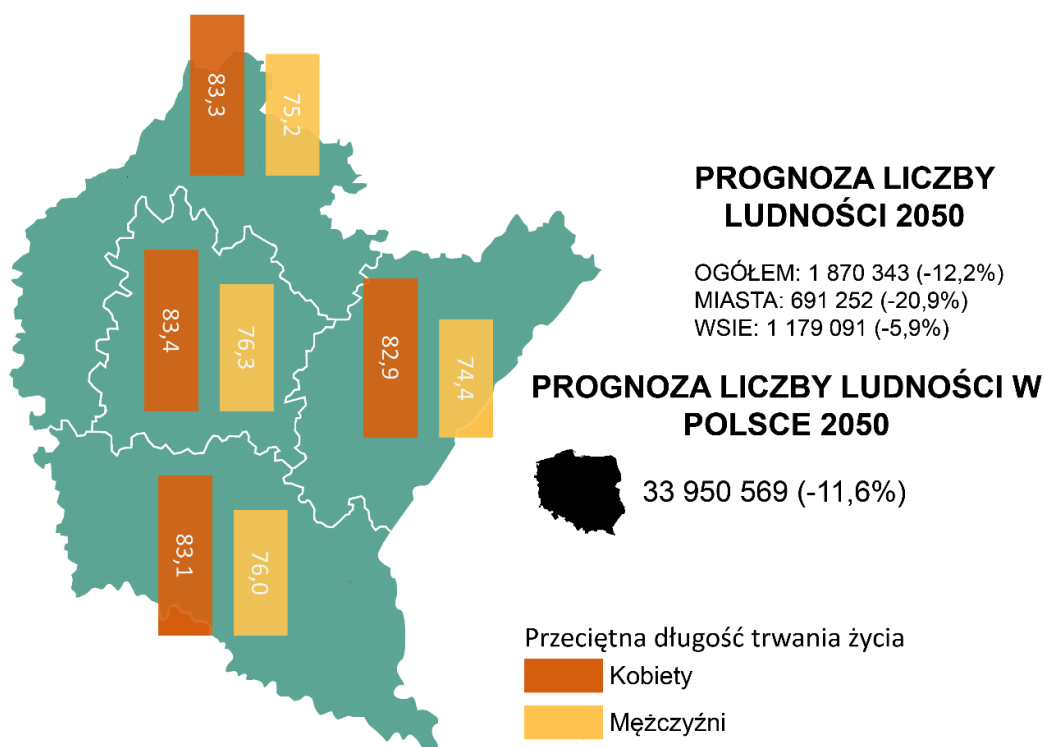 83,3
75,2
83,4
76,3
82,9
74,4
83,1
76,0
PROGNOZA LICZBY
LUDNOŚCI 2050
OGÓŁEM: 1 870 343 (-12,2%)
MIASTA: 691 252 (-20,9%)
WSIE: 1 179 091 (-5,9%)
PROGNOZA LICZBY LUDNOŚCI W
POLSCE 2050
33 950 569 (-11,6%)
Przeciętna długość trwania życia
Kobiety
Mężczyźni